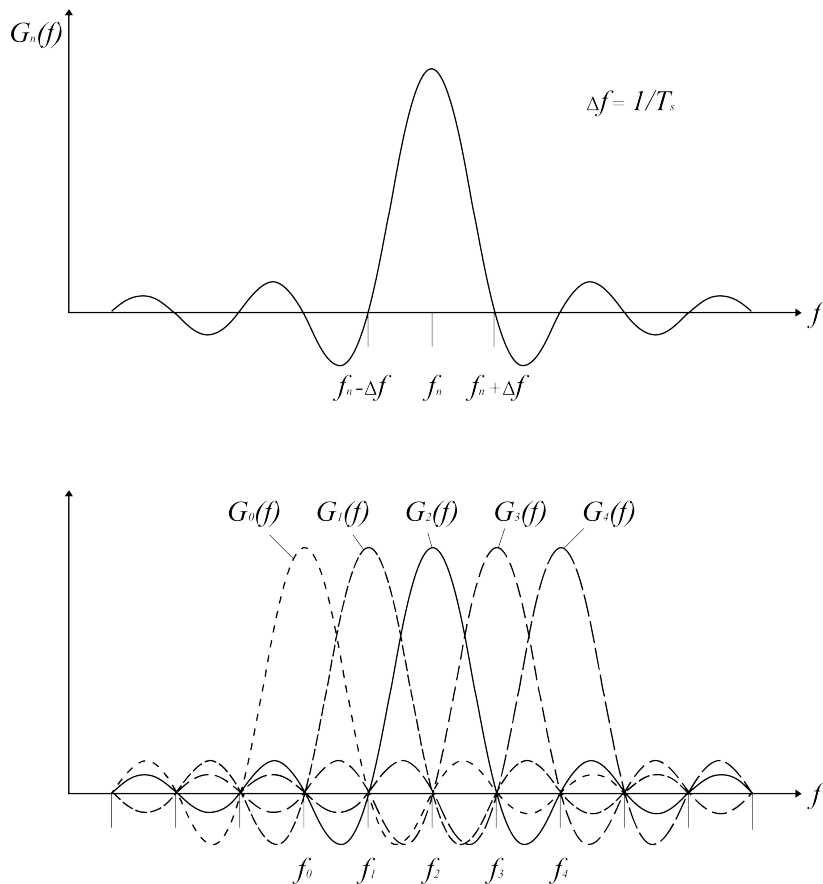 Gₙ(f)
Δf = 1/Tₛ
f
fₙ-Δf fₙ fₙ+Δf
G₀(f) G₁(f) G₂(f) G₃(f) G₄(f)
f
f₀ f₁ f₂ f₃ f₄